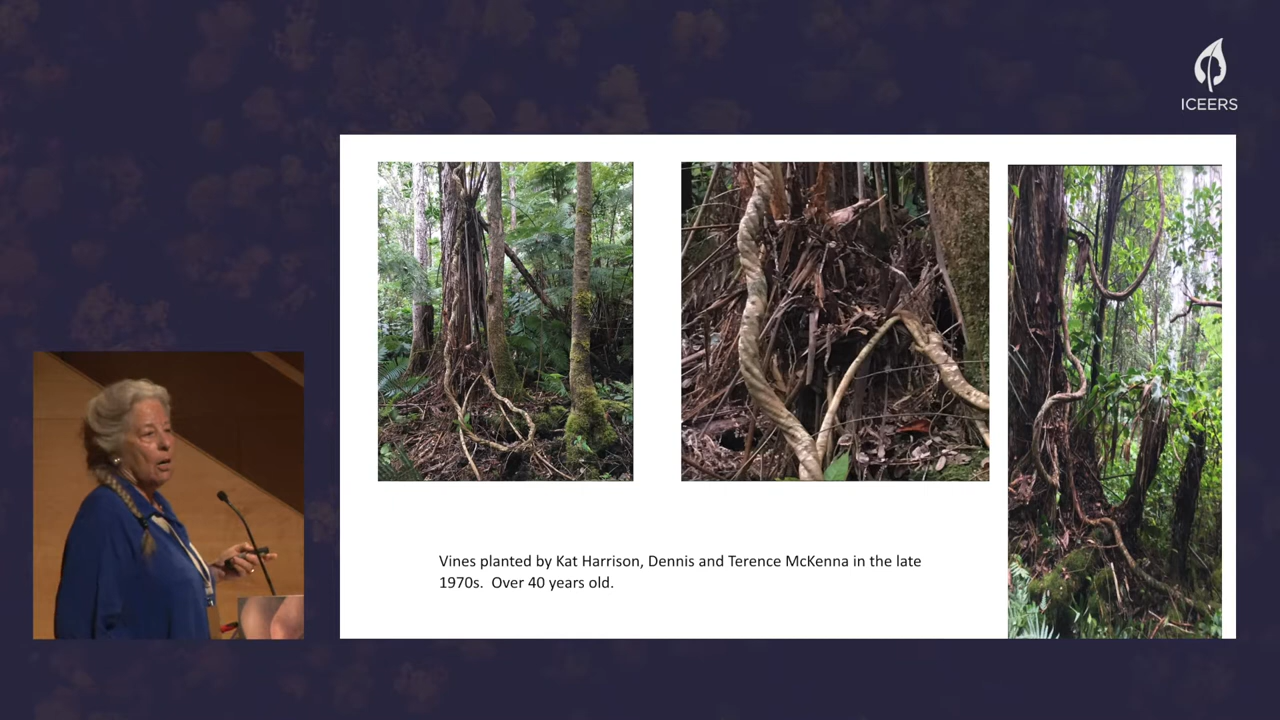 ICEERS
Vines planted by Kat Harrison, Dennis and Terence McKenna in the late
1970s.  Over 40 years old.